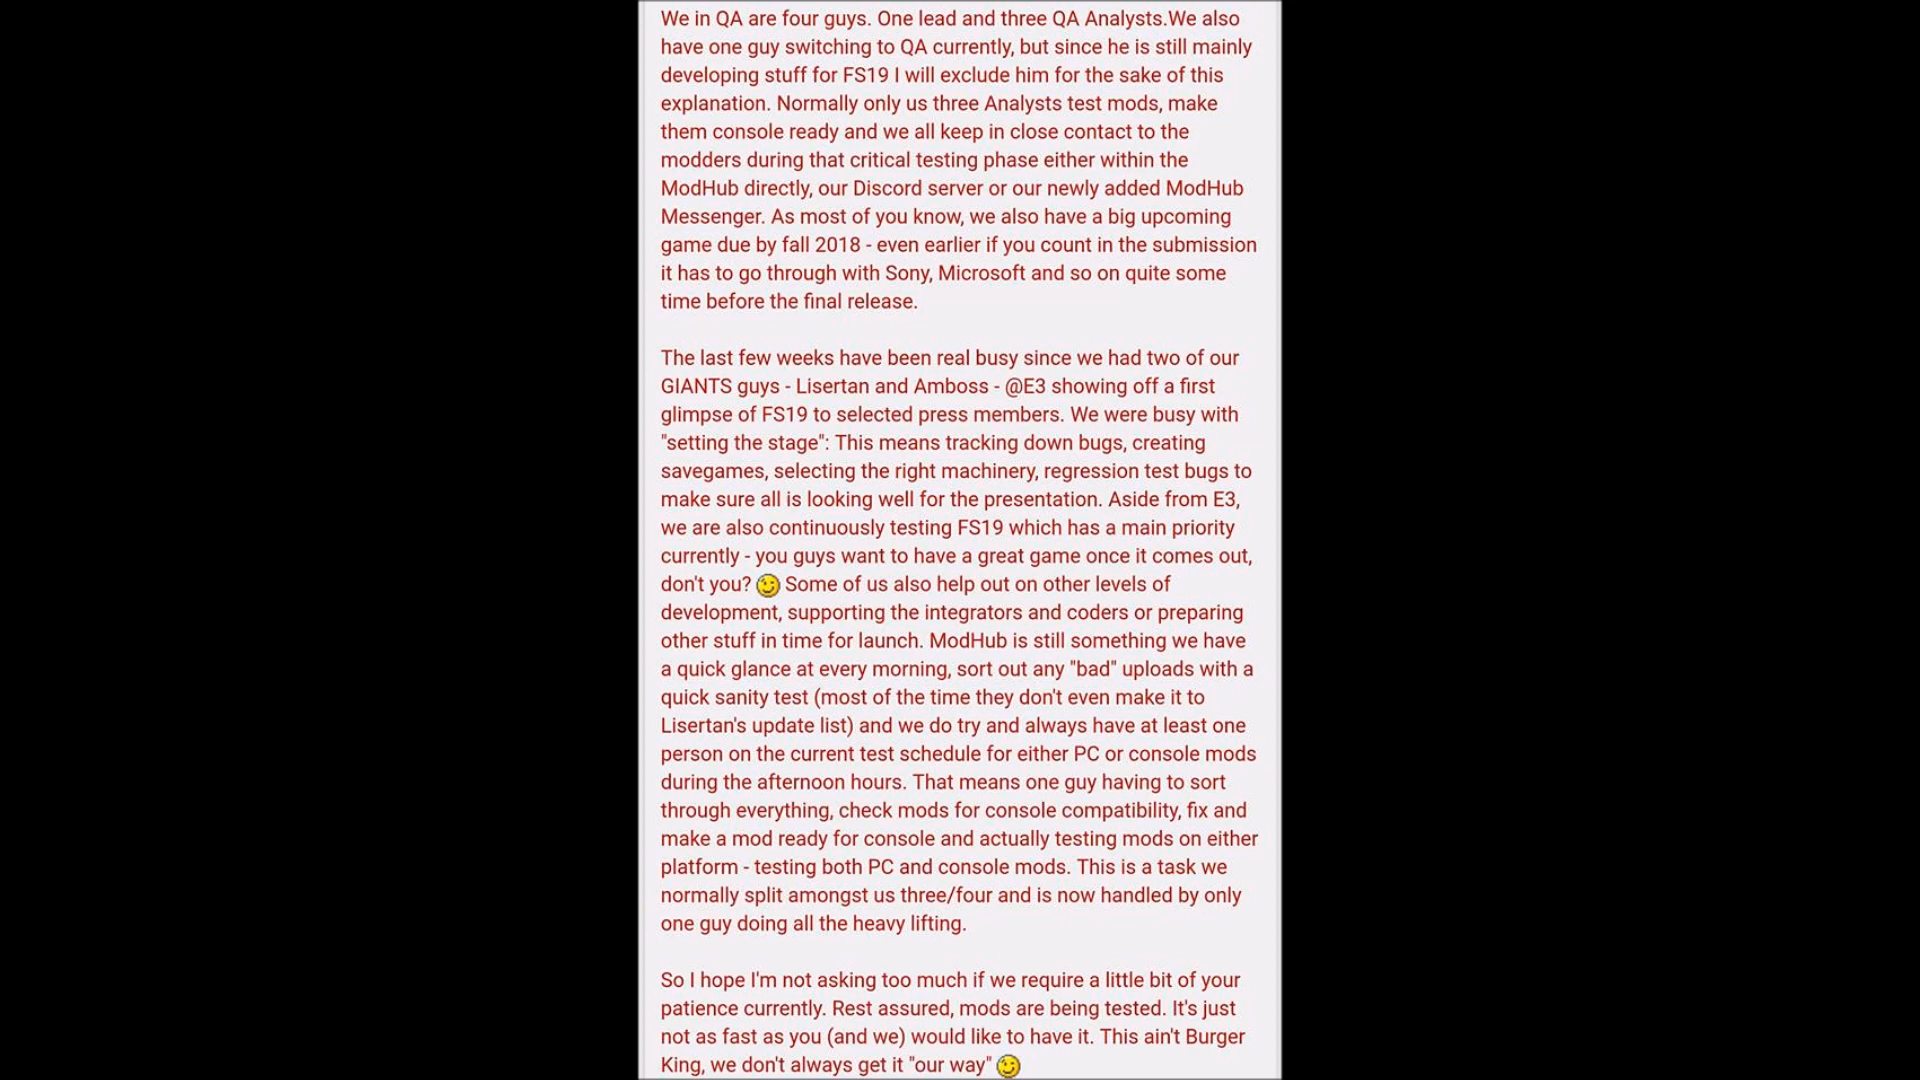 We in QA are four guys. One lead and three QA Analysts.We also
have one guy switching to QA currently, but since he is still mainly
developing stuff for FS19 I will exclude him for the sake of this
explanation. Normally only us three Analysts test mods, make
them console ready and we all keep in close contact to the
modders during that critical testing phase either within the
ModHub directly, our Discord server or our newly added ModHub
Messenger. As most of you know, we also have a big upcoming
game due by fall 2018 - even earlier if you count in the submission
it has to go through with Sony, Microsoft and so on quite some
time before the final release.
The last few weeks have been real busy since we had two of our
GIANTS guys - Lisertan and Amboss - @E3 showing off a first
glimpse of FS19 to selected press members. We were busy with
"setting the stage": This means tracking down bugs, creating
savegames, selecting the right machinery, regression test bugs to
make sure all is looking well for the presentation. Aside from E3,
we are also continuously testing FS19 which has a main priority
currently - you guys want to have a great game once it comes out,
don't you? 😉 Some of us also help out on other levels of
development, supporting the integrators and coders or preparing
other stuff in time for launch. ModHub is still something we have
a quick glance at every morning, sort out any "bad" uploads with a
quick sanity test (most of the time they don't even make it to
Lisertan's update list) and we do try and always have at least one
person on the current test schedule for either PC or console mods
during the afternoon hours. That means one guy having to sort
through everything, check mods for console compatibility, fix and
make a mod ready for console and actually testing mods on either
platform - testing both PC and console mods. This is a task we
normally split amongst us three/four and is now handled by only
one guy doing all the heavy lifting.
So I hope I'm not asking too much if we require a little bit of your
patience currently. Rest assured, mods are being tested. It's just
not as fast as you (and we) would like to have it. This ain't Burger
King, we don't always get it "our way" 😉